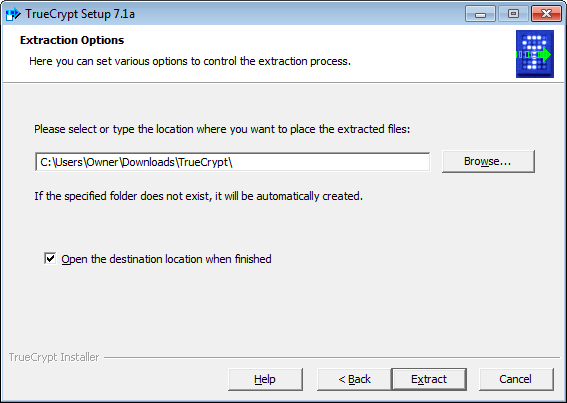 TrueCrypt Setup 7.1a
Extraction Options
Here you can set various options to control the extraction process.
Please select or type the location where you want to place the extracted files:
C:\Users\Owner\Downloads\TrueCrypt\
Browse...
If the specified folder does not exist, it will be automatically created.
Open the destination location when finished
TrueCrypt Installer
Help
< Back
Extract
Cancel